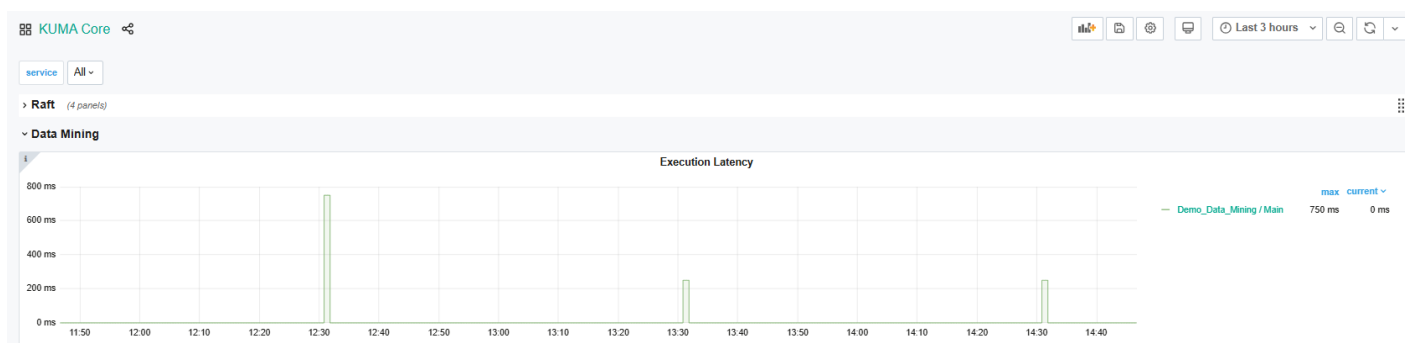 KUMA Core
Last 3 hours
service All
Raft (4 panels)
Data Mining
i
Execution Latency
800 ms
600 ms
400 ms
200 ms
0 ms
11:50 12:00 12:10 12:20 12:30 12:40 12:50 13:00 13:10 13:20 13:30 13:40 13:50 14:00 14:10 14:20 14:30 14:40
max current
Demo_Data_Mining / Main 750 ms 0 ms